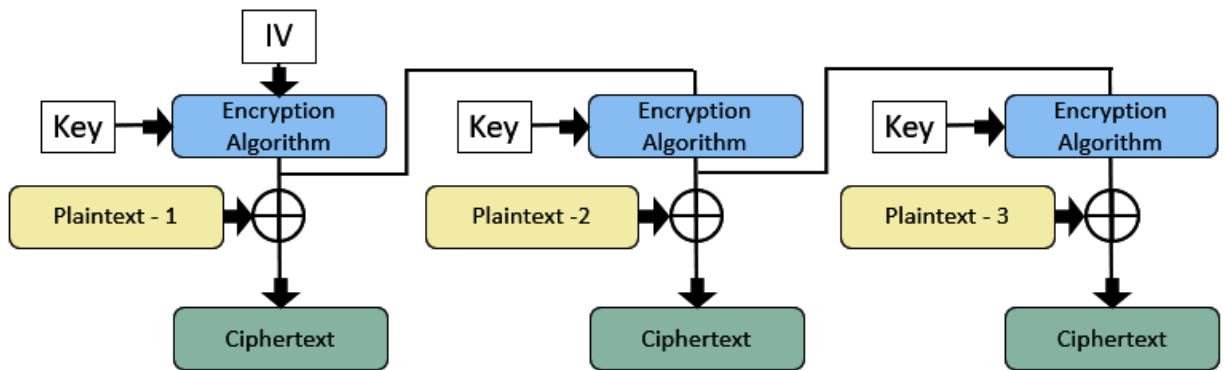 IV
Key
Encryption
Algorithm
Key
Encryption
Algorithm
Key
Encryption
Algorithm
Plaintext - 1
Plaintext -2
Plaintext - 3
Ciphertext
Ciphertext
Ciphertext